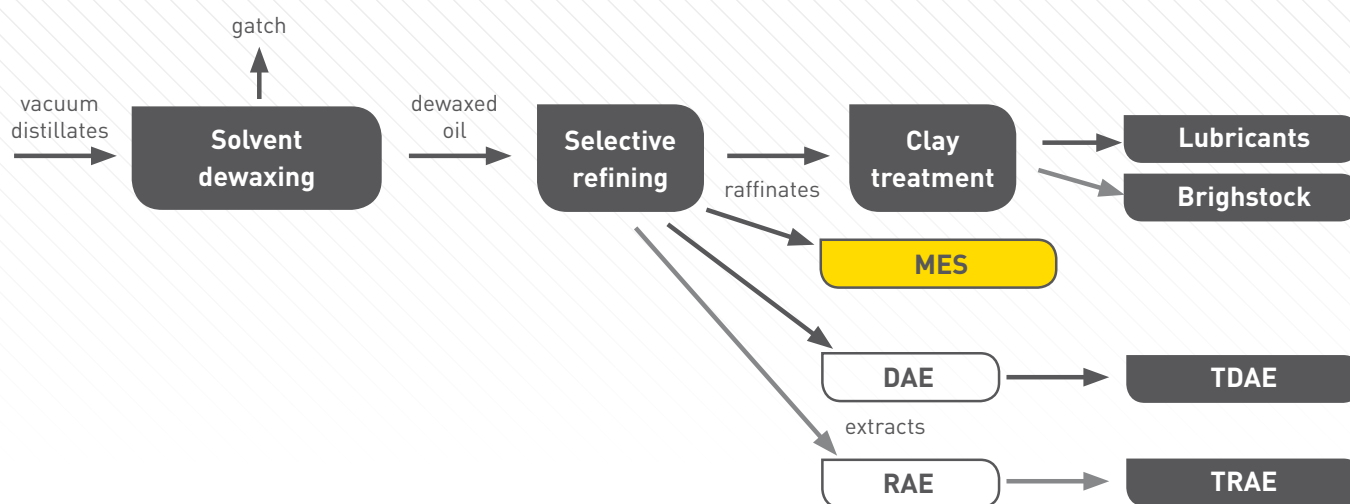 gatch
vacuum
distillates
Solvent
dewaxing
dewaxed
oil
Selective
refining
raffinates
Clay
treatment
Lubricants
Brighstock
MES
DAE
TDAE
extracts
RAE
TRAE